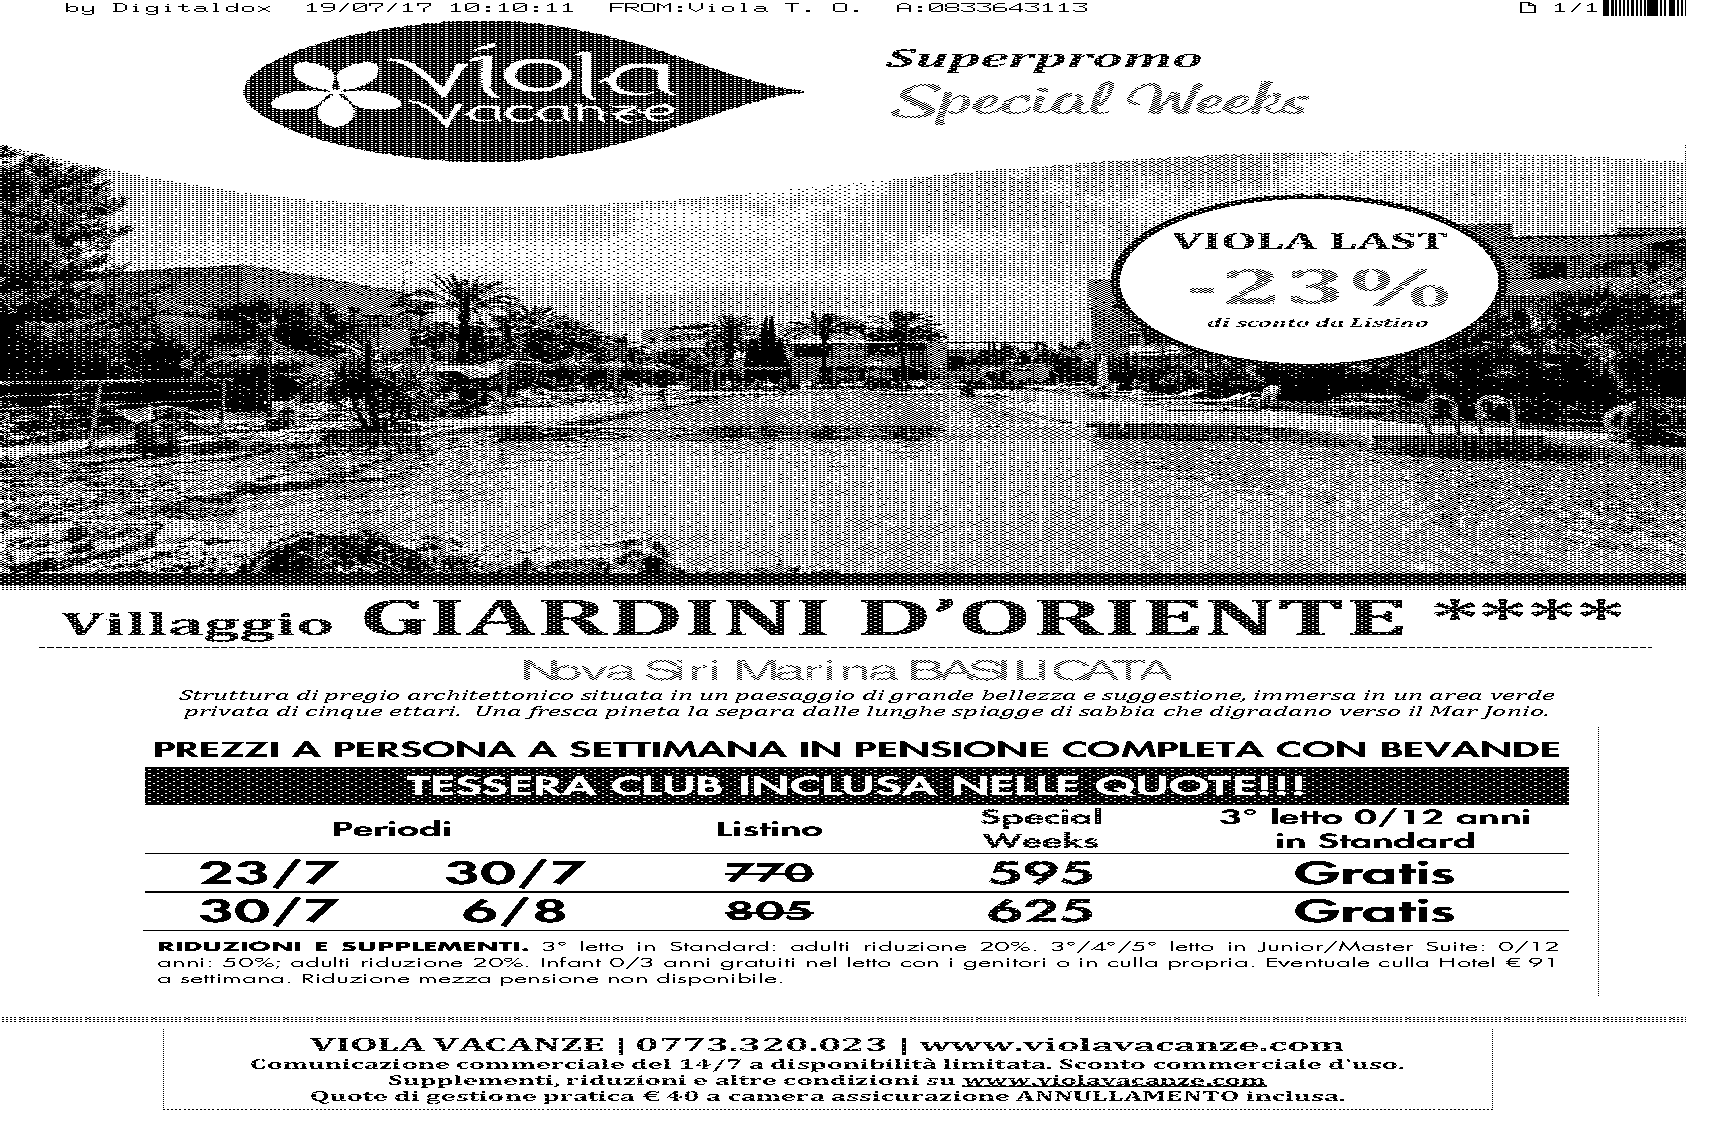 by Digitaldox 19/07/17 10:10:11 FROM:Viola T. O. A:0833643113 1/1
viola
vacanze
Superpromo
Special Weeks
VIOLA LAST
-23%
di sconto da Listino
Villaggio GIARDINI D'ORIENTE ****
Nova Siri Marina BASILICATA
Struttura di pregio architettonico situata in un paesaggio di grande bellezza e suggestione, immersa in un area verde
privata di cinque ettari. Una fresca pineta la separa dalle lunghe spiagge di sabbia che digradano verso il Mar Jonio.
PREZZI A PERSONA A SETTIMANA IN PENSIONE COMPLETA CON BEVANDE
TESSERA CLUB INCLUSA NELLE QUOTE!!!
Periodi Listino Special Weeks 3° letto 0/12 anni in Standard
23/7 30/7 770 595 Gratis
30/7 6/8 805 625 Gratis
RIDUZIONI E SUPPLEMENTI. 3° letto in Standard: adulti riduzione 20%. 3°/4°/5° letto in Junior/Master Suite: 0/12
anni: 50%; adulti riduzione 20%. Infant 0/3 anni gratuiti nel letto con i genitori o in culla propria. Eventuale culla Hotel € 91
a settimana. Riduzione mezza pensione non disponibile.
VIOLA VACANZE | 0773.320.023 | www.violavacanze.com
Comunicazione commerciale del 14/7 a disponibilità limitata. Sconto commerciale d'uso.
Supplementi, riduzioni e altre condizioni su www.violavacanze.com
Quote di gestione pratica € 40 a camera assicurazione ANNULLAMENTO inclusa.